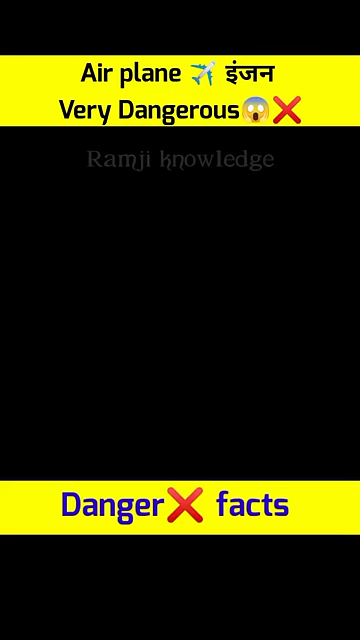 Air plane ✈️ इंजन
Very Dangerous😱❌
Ramji knowledge
Danger❌ facts